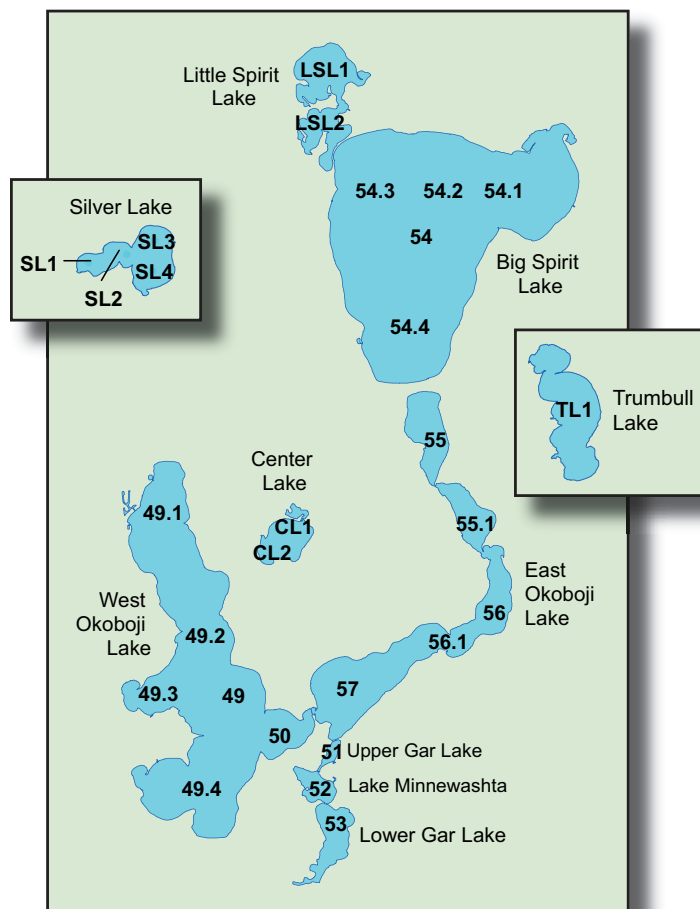 Little Spirit
Lake
LSL1
LSL2
54.3
54.2
54.1
54
Big Spirit
Lake
54.4
Silver Lake
SL1
SL2
SL3
SL4
TL1
Trumbull
Lake
55
55.1
East
Okoboji
Lake
56
56.1
57
Center
Lake
CL1
CL2
49.1
West
Okoboji
Lake
49.2
49.3
49
50
49.4
51
Upper Gar Lake
52
Lake Minnewashta
53
Lower Gar Lake